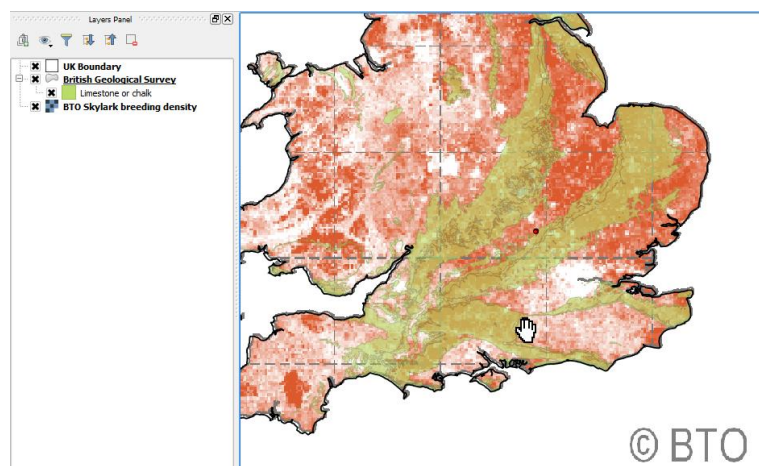 Layers Panel
UK Boundary
British Geological Survey
Limestone or chalk
BTO Skylark breeding density
© BTO